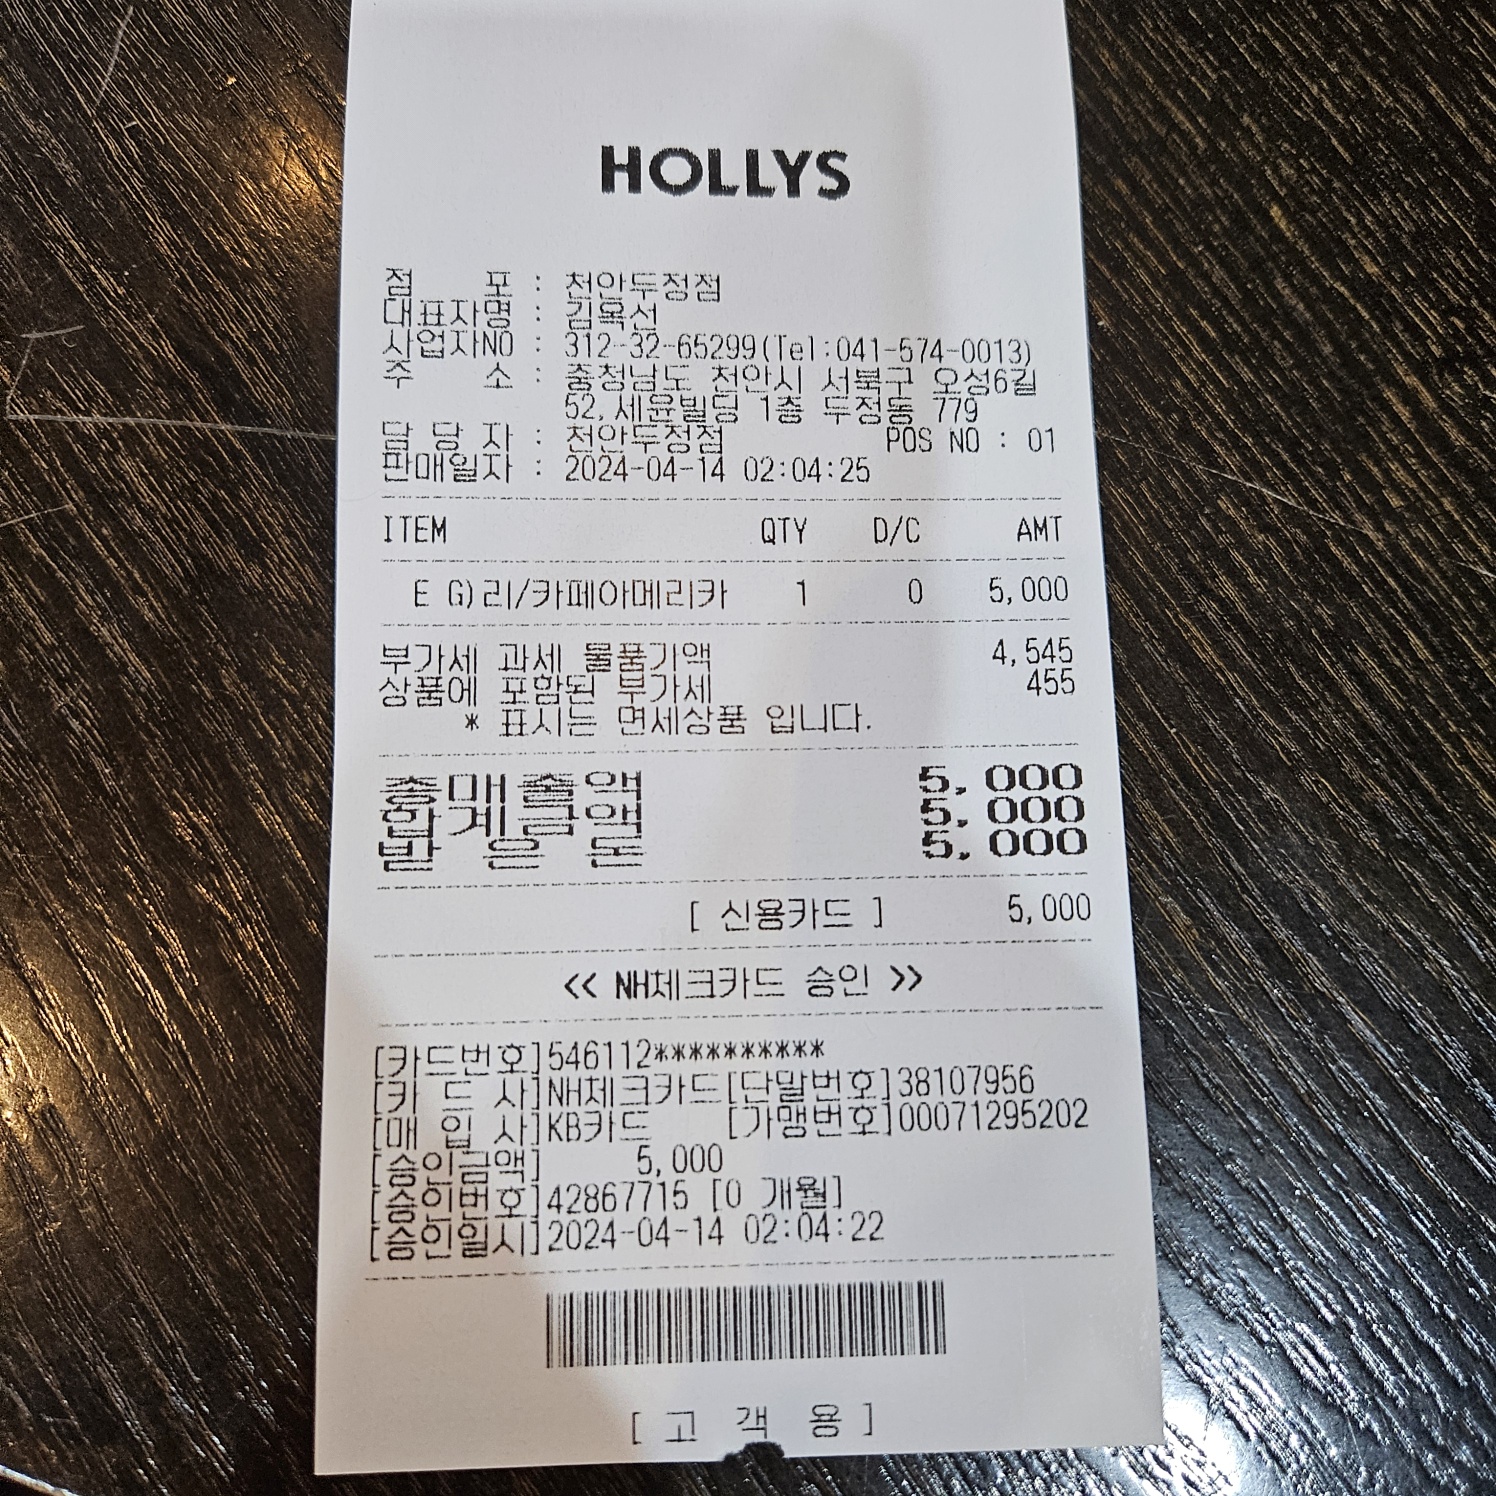 HOLLYS
점 포 : 천안두정점
대표자명 : 김옥선
사업자NO : 312-32-65299(Tel:041-574-0013)
주 소 : 충청남도 천안시 서북구 오성6길
52,세윤빌딩 1층 두정동 779
담 당 자 : 천안두정점 POS NO : 01
판매일자 : 2024-04-14 02:04:25
ITEM QTY D/C AMT
E G)리/카페아메리카 1 0 5,000
부가세 과세 물품가액 4,545
상품에 포함된 부가세 455
* 표시는 면세상품 입니다.
총매출액 5,000
합계금액 5,000
받 은 돈 5,000
[ 신용카드 ] 5,000
<< NH체크카드 승인 >>
[카드번호]546112**********
[카 드 사]NH체크카드[단말번호]38107956
[매 입 사]KB카드 [가맹번호]00071295202
[승인금액] 5,000
[승인번호]42867715 [0 개월]
[승인일시]2024-04-14 02:04:22
[ 고 객 용 ]